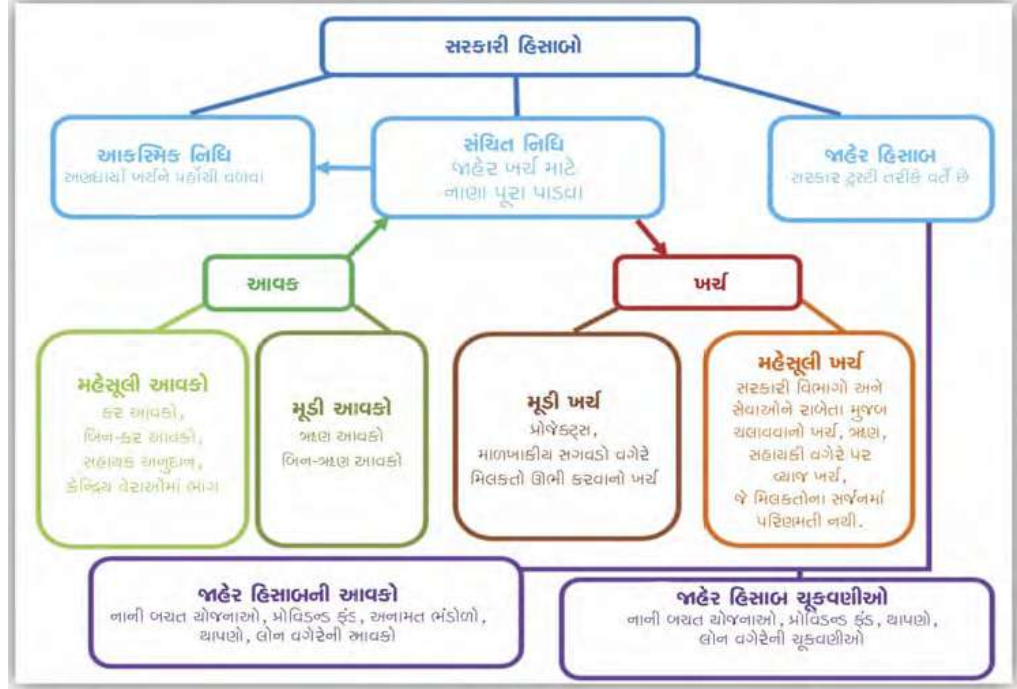 સરકારી હિસાબો
આકસ્મિક નિધિ
અણધાર્યા ખર્ચને પહોંચી વળવા
સંચિત નિધિ
જાહેર ખર્ચ માટે
નાણા પૂરા પાડવા
જાહેર હિસાબ
સરકાર ટ્રસ્ટી તરીકે વર્તે છે
આવક
ખર્ચ
મહેસૂલી આવકો
કર આવકો,
બિન-કર આવકો,
સહાયક અનુદાન,
કેન્દ્રિય વેરાઓમાં ભાગ
મૂડી આવકો
ઋણ આવકો
બિન-ઋણ આવકો
મૂડી ખર્ચ
પ્રોજેક્ટ્સ,
માળખાકીય સગવડો વગેરે
મિલકતો ઊભી કરવાનો ખર્ચ
મહેસૂલી ખર્ચ
સરકારી વિભાગો અને
સેવાઓને રાબેતા મુજબ
ચલાવવાનો ખર્ચ, ઋણ,
સહાયકી વગેરે પર
વ્યાજ ખર્ચ,
જે મિલકતોના સર્જનમાં
પરિણમતી નથી.
જાહેર હિસાબની આવકો
નાની બચત યોજનાઓ, પ્રોવિડન્ડ ફંડ, અનામત ભંડોળો,
થાપણો, લોન વગેરેની આવકો
જાહેર હિસાબ ચૂકવણીઓ
નાની બચત યોજનાઓ, પ્રોવિડન્ડ ફંડ, થાપણો,
લોન વગેરેની ચૂકવણીઓ